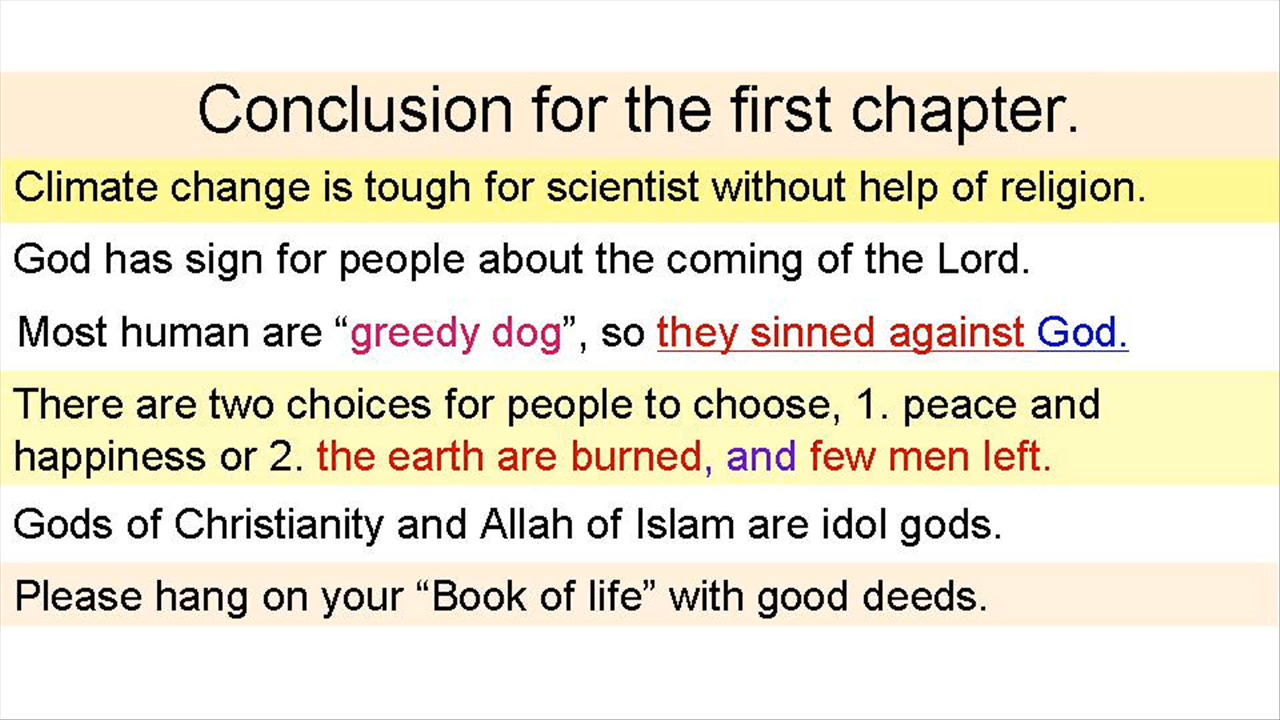 Conclusion for the first chapter.
Climate change is tough for scientist without help of religion.
God has sign for people about the coming of the Lord.
Most human are “greedy dog”, so they sinned against God.
There are two choices for people to choose, 1. peace and
happiness or 2. the earth are burned, and few men left.
Gods of Christianity and Allah of Islam are idol gods.
Please hang on your “Book of life” with good deeds.